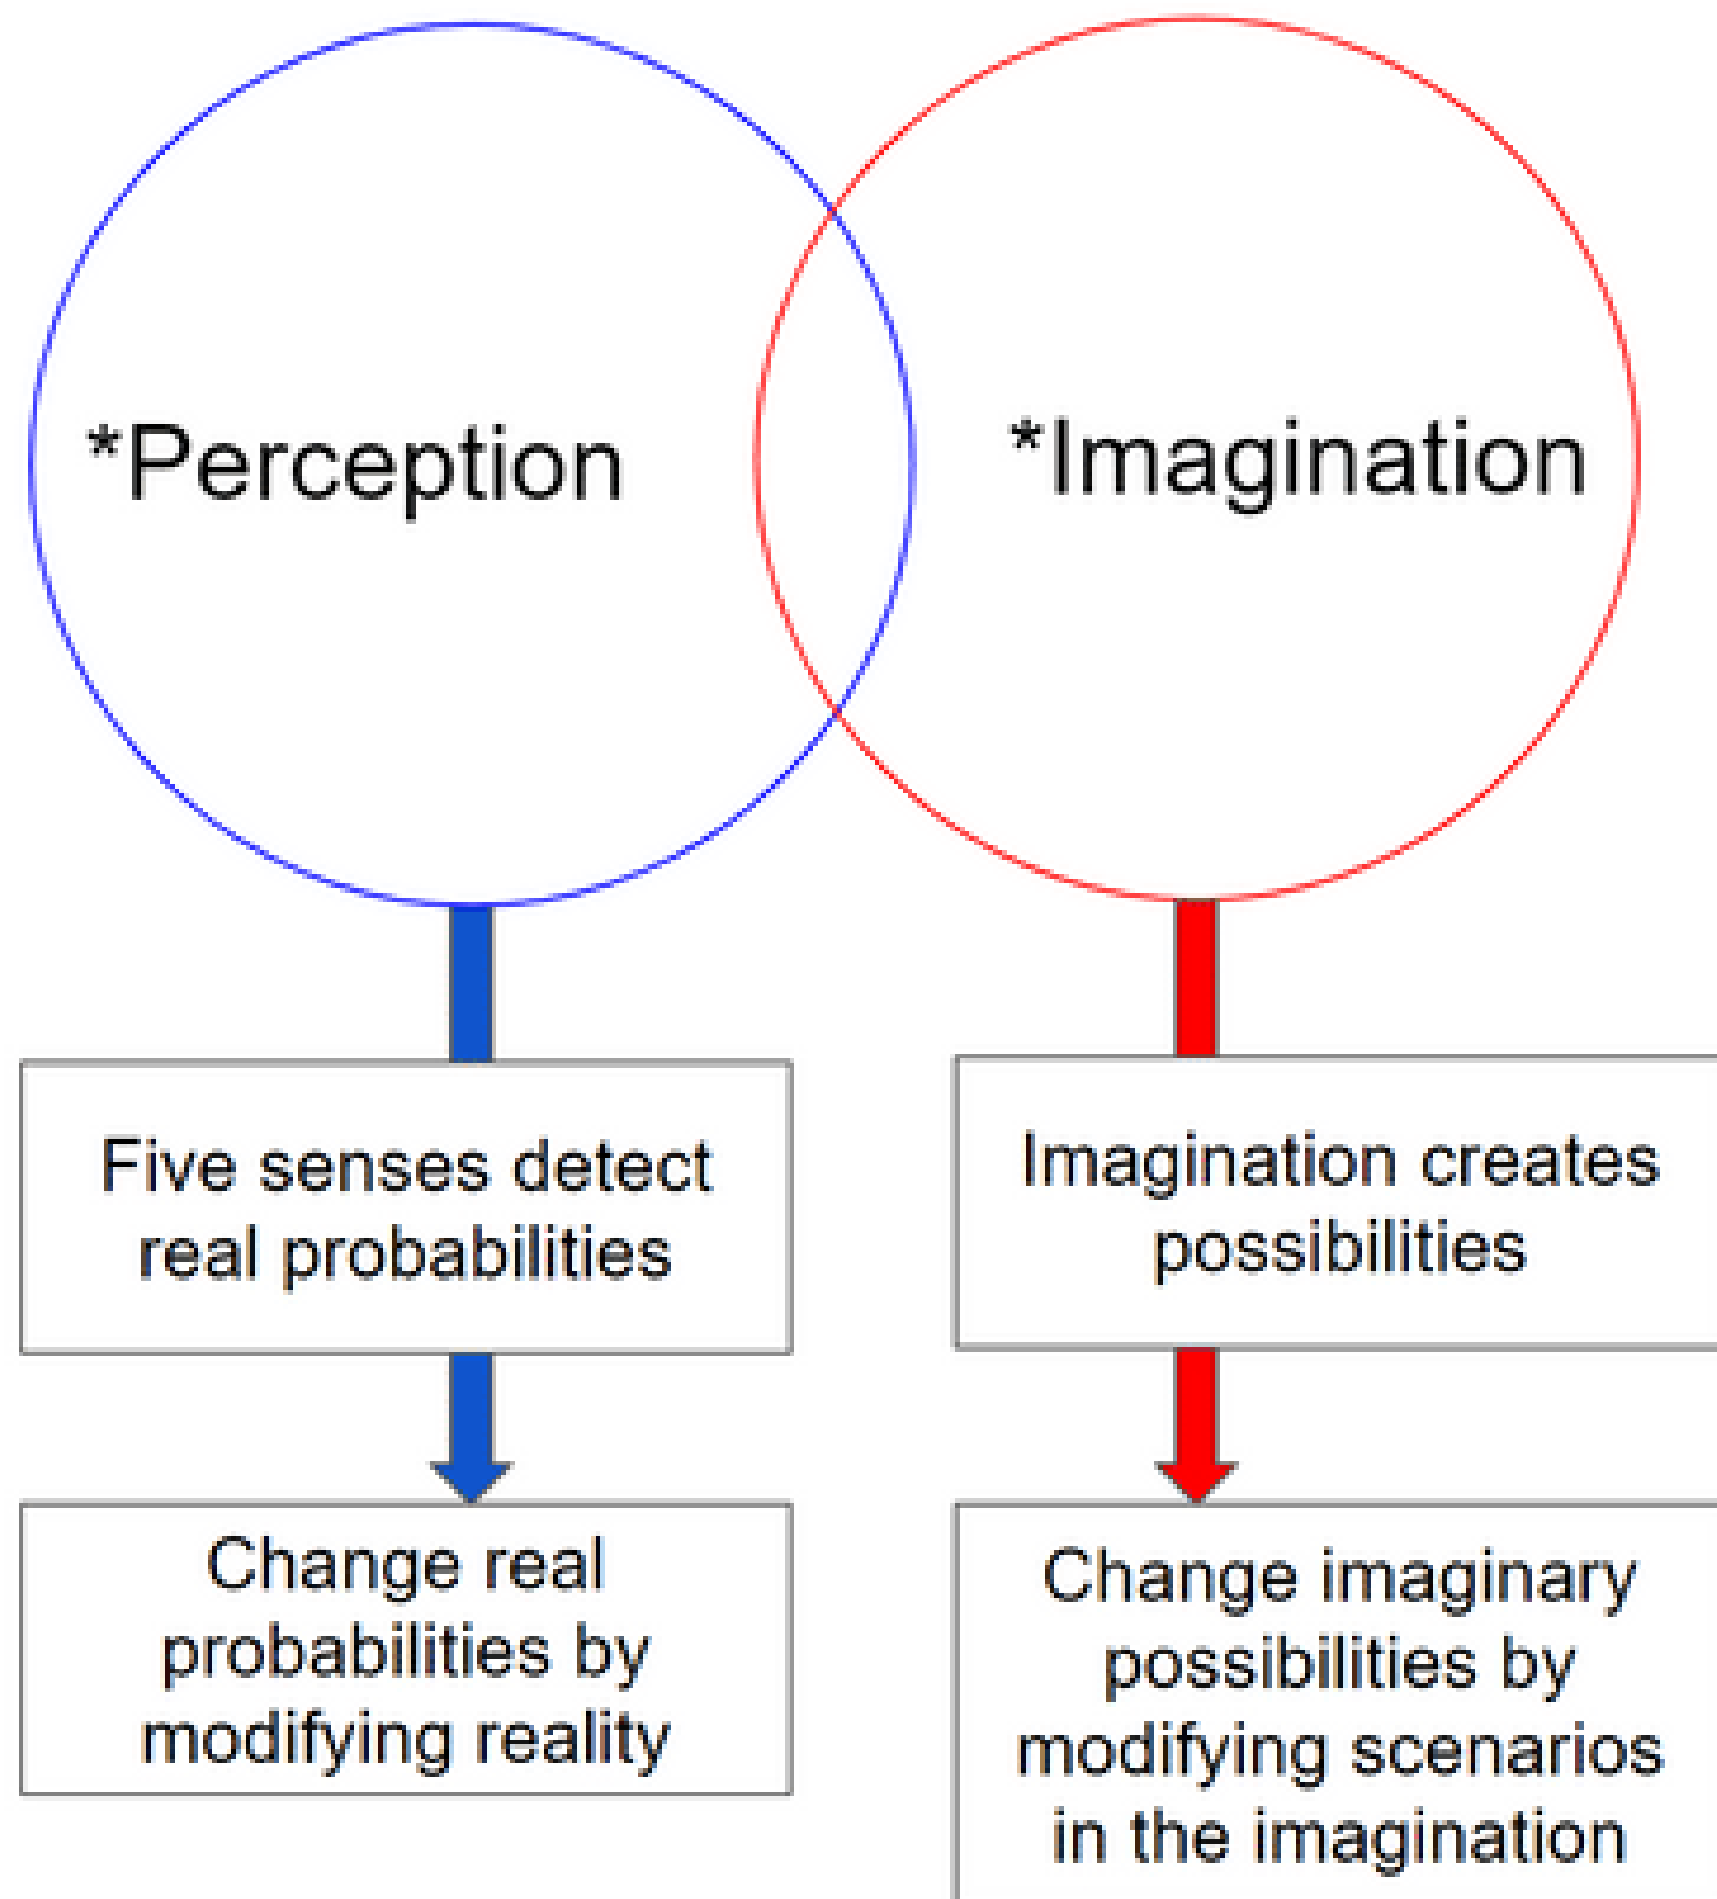 *Perception
*Imagination
Five senses detect
real probabilities
Imagination creates
possibilities
Change real
probabilities by
modifying reality
Change imaginary
possibilities by
modifying scenarios
in the imagination